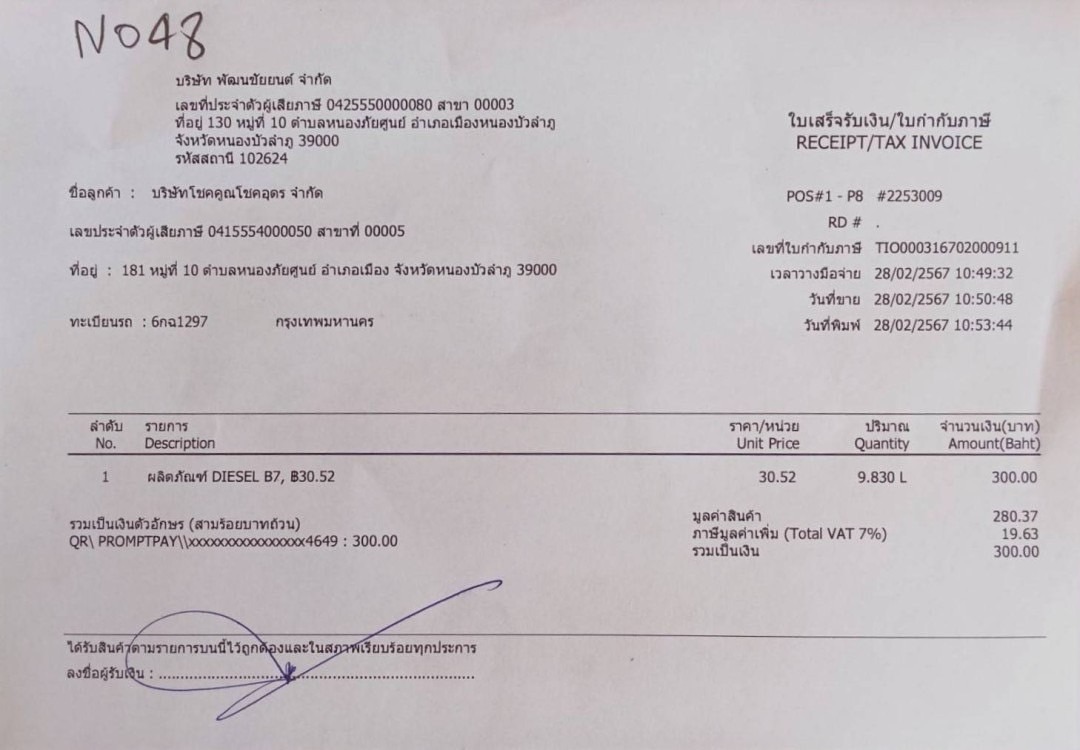 NO48
บริษัท พัฒนชัยยนต์ จำกัด
เลขที่ประจำตัวผู้เสียภาษี 0425550000080 สาขา 00003
ที่อยู่ 130 หมู่ที่ 10 ตำบลหนองภัยศูนย์ อำเภอเมืองหนองบัวลำภู
จังหวัดหนองบัวลำภู 39000
รหัสสถานี 102624
ใบเสร็จรับเงิน/ใบกำกับภาษี
RECEIPT/TAX INVOICE
ชื่อลูกค้า : บริษัทโชคคูณโชคอุดร จำกัด
เลขประจำตัวผู้เสียภาษี 0415554000050 สาขาที่ 00005
ที่อยู่ : 181 หมู่ที่ 10 ตำบลหนองภัยศูนย์ อำเภอเมือง จังหวัดหนองบัวลำภู 39000
ทะเบียนรถ : 6กฉ1297 กรุงเทพมหานคร
POS#1 - P8 #2253009
RD # .
เลขที่ใบกำกับภาษี TIO000316702000911
เวลาวางมือจ่าย 28/02/2567 10:49:32
วันที่ขาย 28/02/2567 10:50:48
วันที่พิมพ์ 28/02/2567 10:53:44
ลำดับ รายการ ราคา/หน่วย ปริมาณ จำนวนเงิน(บาท)
No. Description Unit Price Quantity Amount(Baht)
1 ผลิตภัณฑ์ DIESEL B7, ฿30.52 30.52 9.830 L 300.00
รวมเป็นเงินตัวอักษร (สามร้อยบาทถ้วน)
QR\ PROMPTPAY\\xxxxxxxxxxxxxxxx4649 : 300.00
มูลค่าสินค้า 280.37
ภาษีมูลค่าเพิ่ม (Total VAT 7%) 19.63
รวมเป็นเงิน 300.00
ได้รับสินค้าตามรายการบนนี้ไว้ถูกต้องและในสภาพเรียบร้อยทุกประการ
ลงชื่อผู้รับเงิน : ..........................................................................